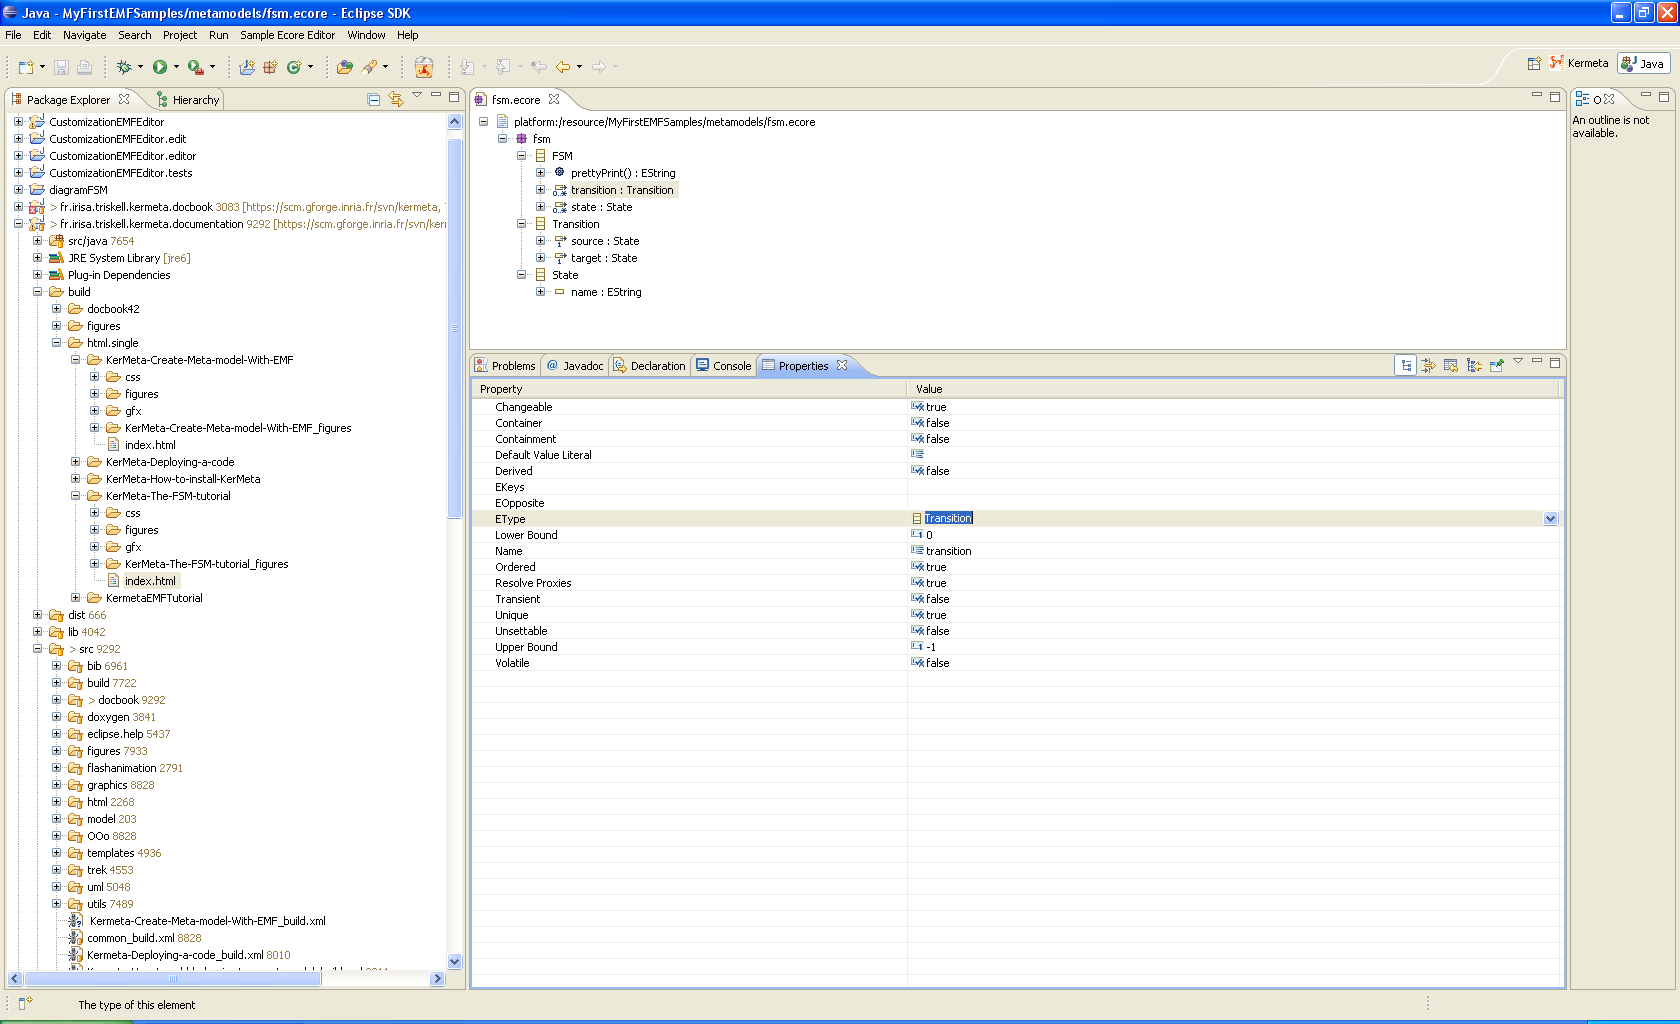 Java - MyFirstEMFSamples/metamodels/fsm.ecore - Eclipse SDK
File Edit Navigate Search Project Run Sample Ecore Editor Window Help
Kermeta Java
Package Explorer Hierarchy
CustomizationEMFEditor
CustomizationEMFEditor.edit
CustomizationEMFEditor.editor
CustomizationEMFEditor.tests
diagramFSM
> fr.irisa.triskell.kermeta.docbook 3083 [https://scm.gforge.inria.fr/svn/kermeta,
> fr.irisa.triskell.kermeta.documentation 9292 [https://scm.gforge.inria.fr/svn/ker
src/java 7654
JRE System Library [jre6]
Plug-in Dependencies
build
docbook42
figures
html.single
KerMeta-Create-Meta-model-With-EMF
css
figures
gfx
KerMeta-Create-Meta-model-With-EMF_figures
index.html
KerMeta-Deploying-a-code
KerMeta-How-to-install-KerMeta
KerMeta-The-FSM-tutorial
css
figures
gfx
KerMeta-The-FSM-tutorial_figures
index.html
KermetaEMFTutorial
dist 666
lib 4042
> src 9292
bib 6961
build 7722
> docbook 9292
doxygen 3841
eclipse.help 5437
figures 7933
flashanimation 2791
graphics 8828
html 2268
model 203
OOo 8828
templates 4936
trek 4553
uml 5048
utils 7489
Kermeta-Create-Meta-model-With-EMF_build.xml
common_build.xml 8828
Kermeta-Deploying-a-code_build.xml 8010
fsm.ecore
platform:/resource/MyFirstEMFSamples/metamodels/fsm.ecore
fsm
FSM
prettyPrint() : EString
0..* transition : Transition
0..* state : State
Transition
1 source : State
1 target : State
State
name : EString
Problems @ Javadoc Declaration Console Properties
Property Value
Changeable true
Container false
Containment false
Default Value Literal
Derived false
EKeys
EOpposite
EType Transition
Lower Bound 0
Name transition
Ordered true
Resolve Proxies true
Transient false
Unique true
Unsettable false
Upper Bound -1
Volatile false
O
An outline is not
available.
The type of this element